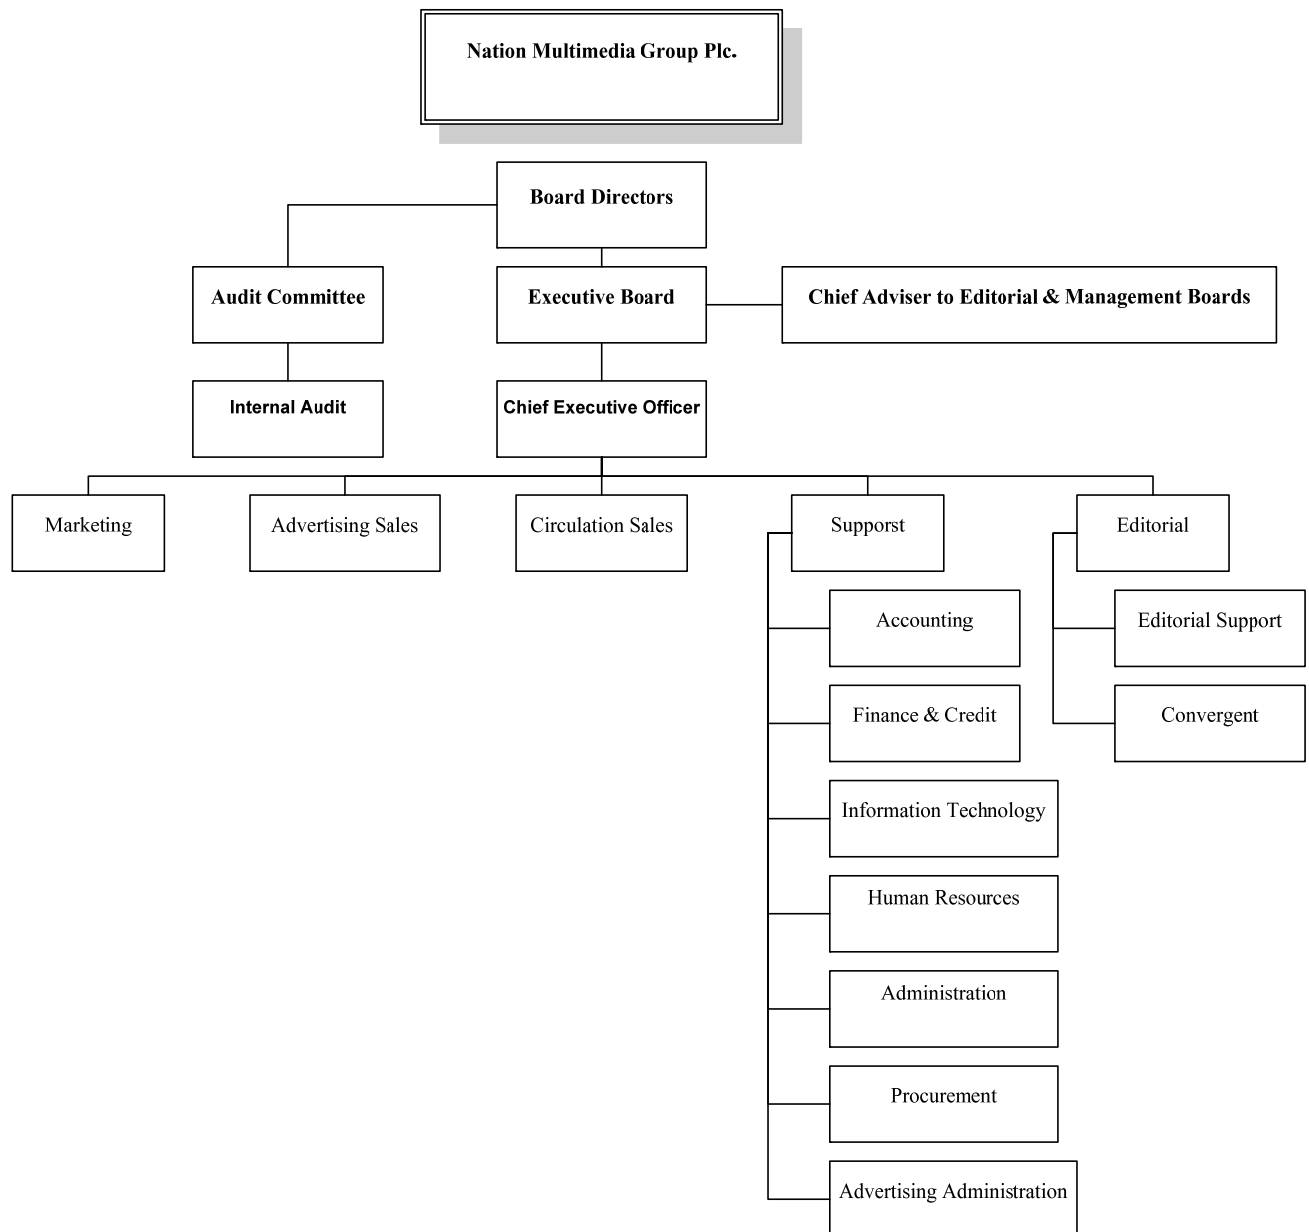 Nation Multimedia Group Plc.
Board Directors
Audit Committee
Executive Board
Chief Adviser to Editorial & Management Boards
Internal Audit
Chief Executive Officer
Marketing
Advertising Sales
Circulation Sales
Supporst
Editorial
Accounting
Editorial Support
Finance & Credit
Convergent
Information Technology
Human Resources
Administration
Procurement
Advertising Administration